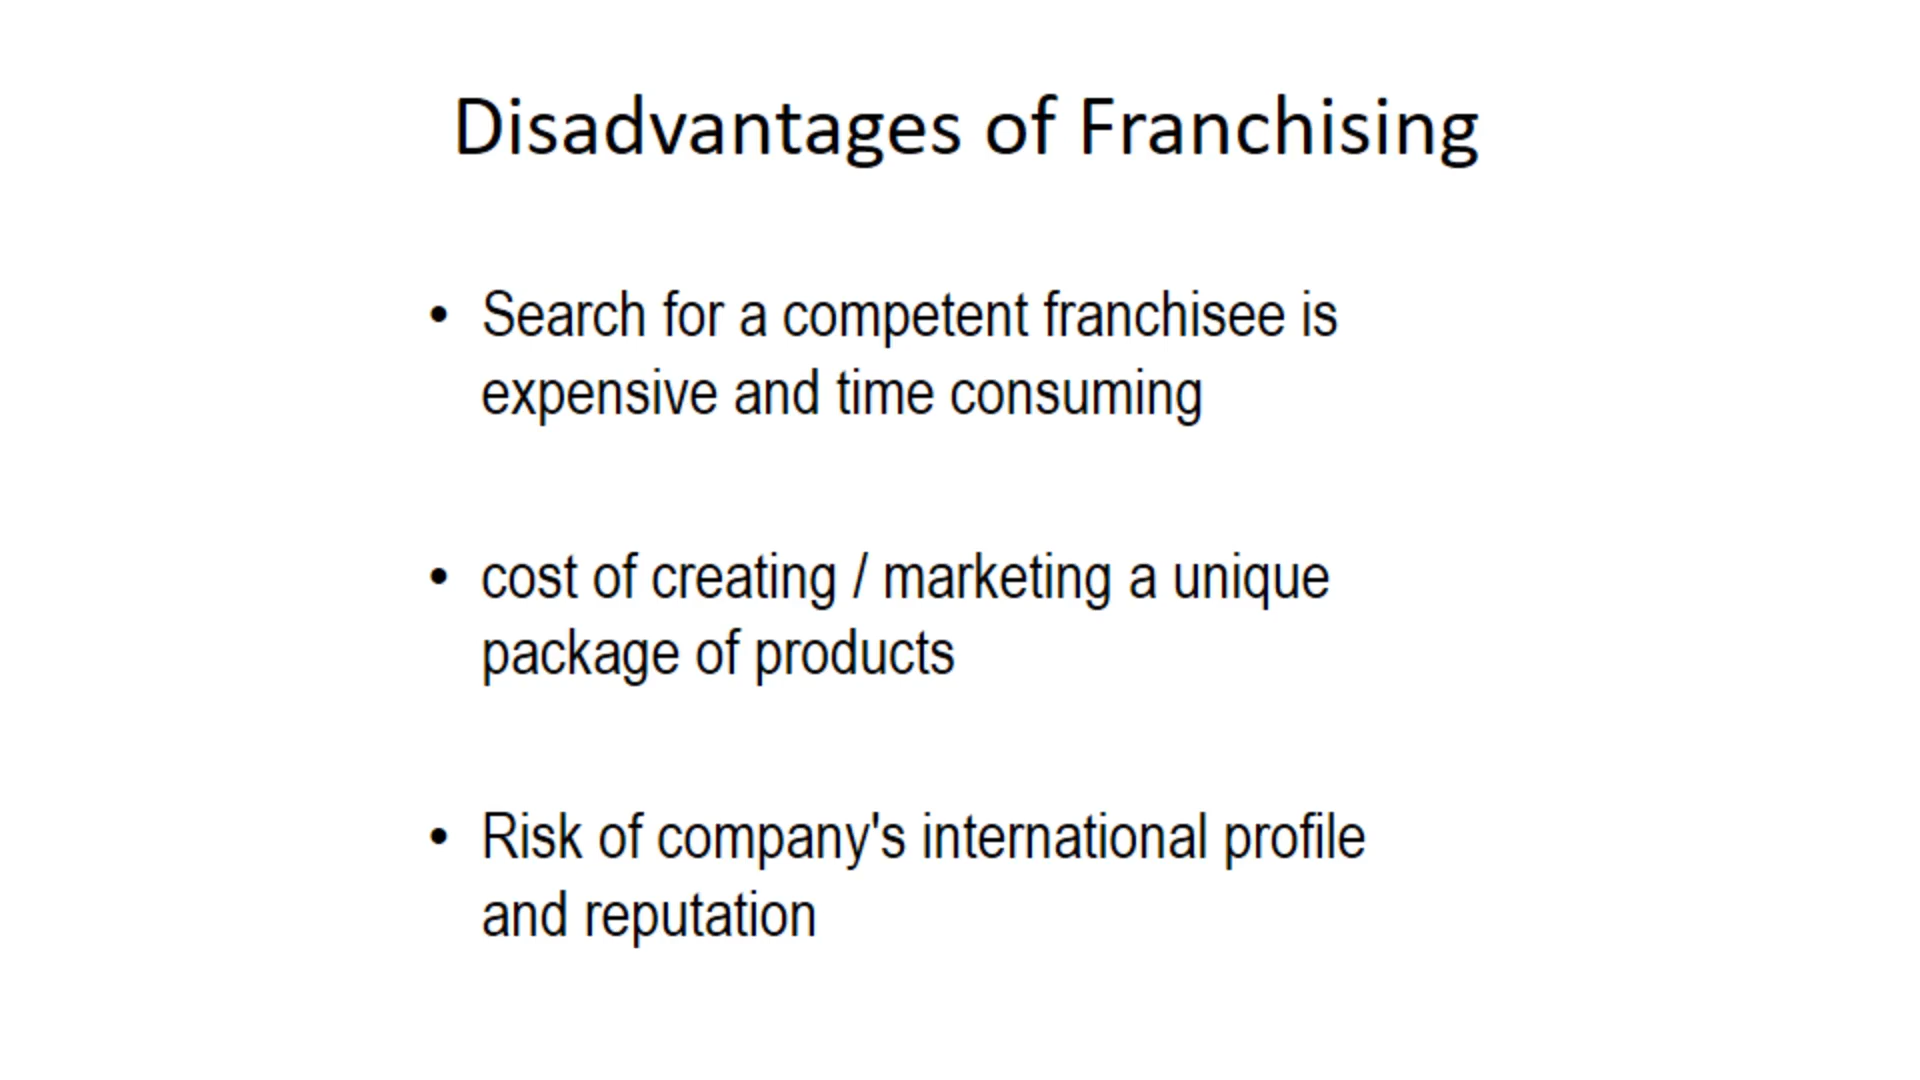 Disadvantages of Franchising
• Search for a competent franchisee is
expensive and time consuming
• cost of creating / marketing a unique
package of products
• Risk of company's international profile
and reputation